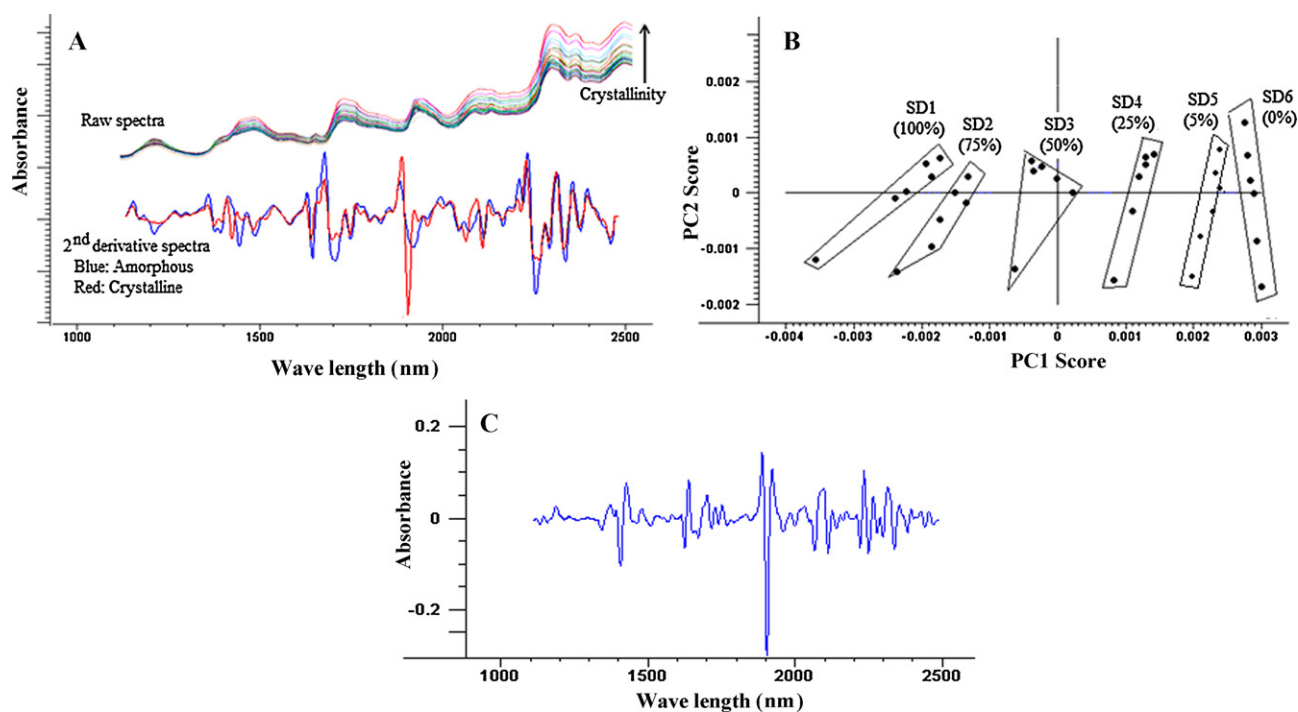 A
Absorbance
Raw spectra
Crystallinity
2nd derivative spectra
Blue: Amorphous
Red: Crystalline
1000 1500 2000 2500
Wave length (nm)
B
PC2 Score
0.002
0.001
0
-0.001
-0.002
SD1
(100%)
SD2
(75%)
SD3
(50%)
SD4
(25%)
SD5
(5%)
SD6
(0%)
-0.004 -0.003 -0.002 -0.001 0 0.001 0.002 0.003
PC1 Score
C
Absorbance
0.2
0
-0.2
1000 1500 2000 2500
Wave length (nm)